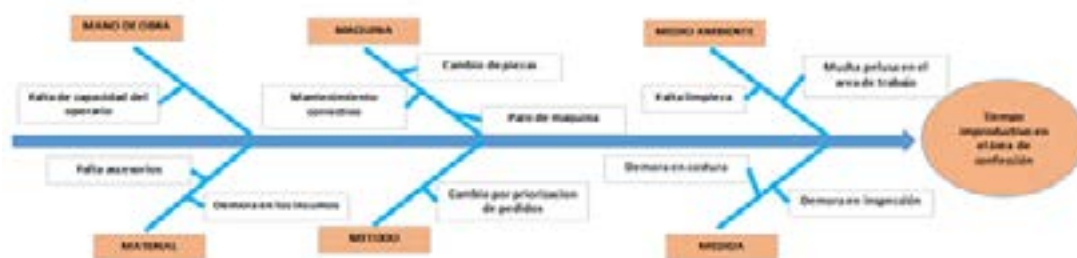 MANO DE OBRA
MAQUINA
MEDIO AMBIENTE
Cambio de piezas
Mucha pelusa en el
area de trabajo
Falta de capacidad del
operario
Mantenimiento
correctivo
Falta limpieza
Paro de maquina
Tiempo
improductivo en
el área de
confección
Falta accesorios
Demora en costura
Demora en los insumos
Cambio por priorizacion
de pedidos
Demora en inspección
MATERIAL
METODO
MEDIDA